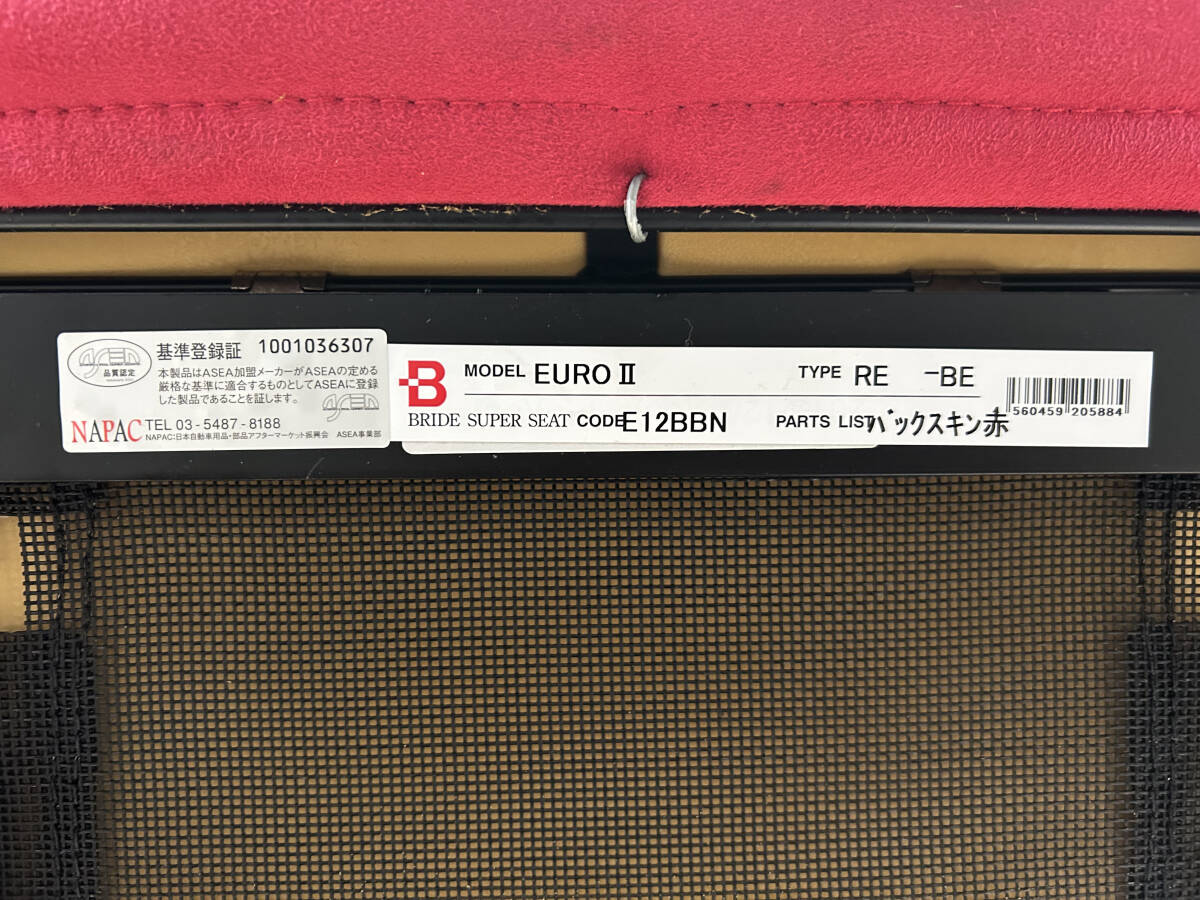 品質認定
基準登録証 1001036307
本製品はASEA加盟メーカーがASEAの定める
厳格な基準に適合するものとしてASEAに登録
した製品であることを証します。
NAPAC TEL 03-5487-8188
NAPAC:日本自動車用品・部品アフターマーケット振興会 ASEA事業部
B MODEL EURO II TYPE RE -BE
BRIDE SUPER SEAT CODE E12BBN PARTS LIST バックスキン赤
560459 205884